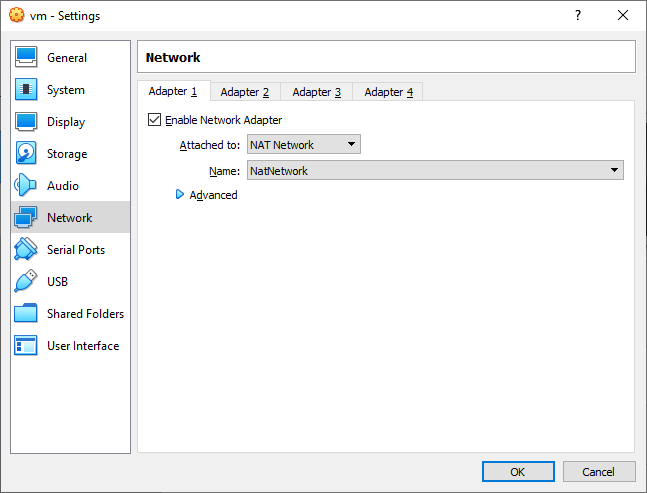 vm - Settings
?
General
System
Display
Storage
Audio
Network
Serial Ports
USB
Shared Folders
User Interface
Network
Adapter 1
Adapter 2
Adapter 3
Adapter 4
Enable Network Adapter
Attached to: NAT Network
Name: NatNetwork
Advanced
OK
Cancel